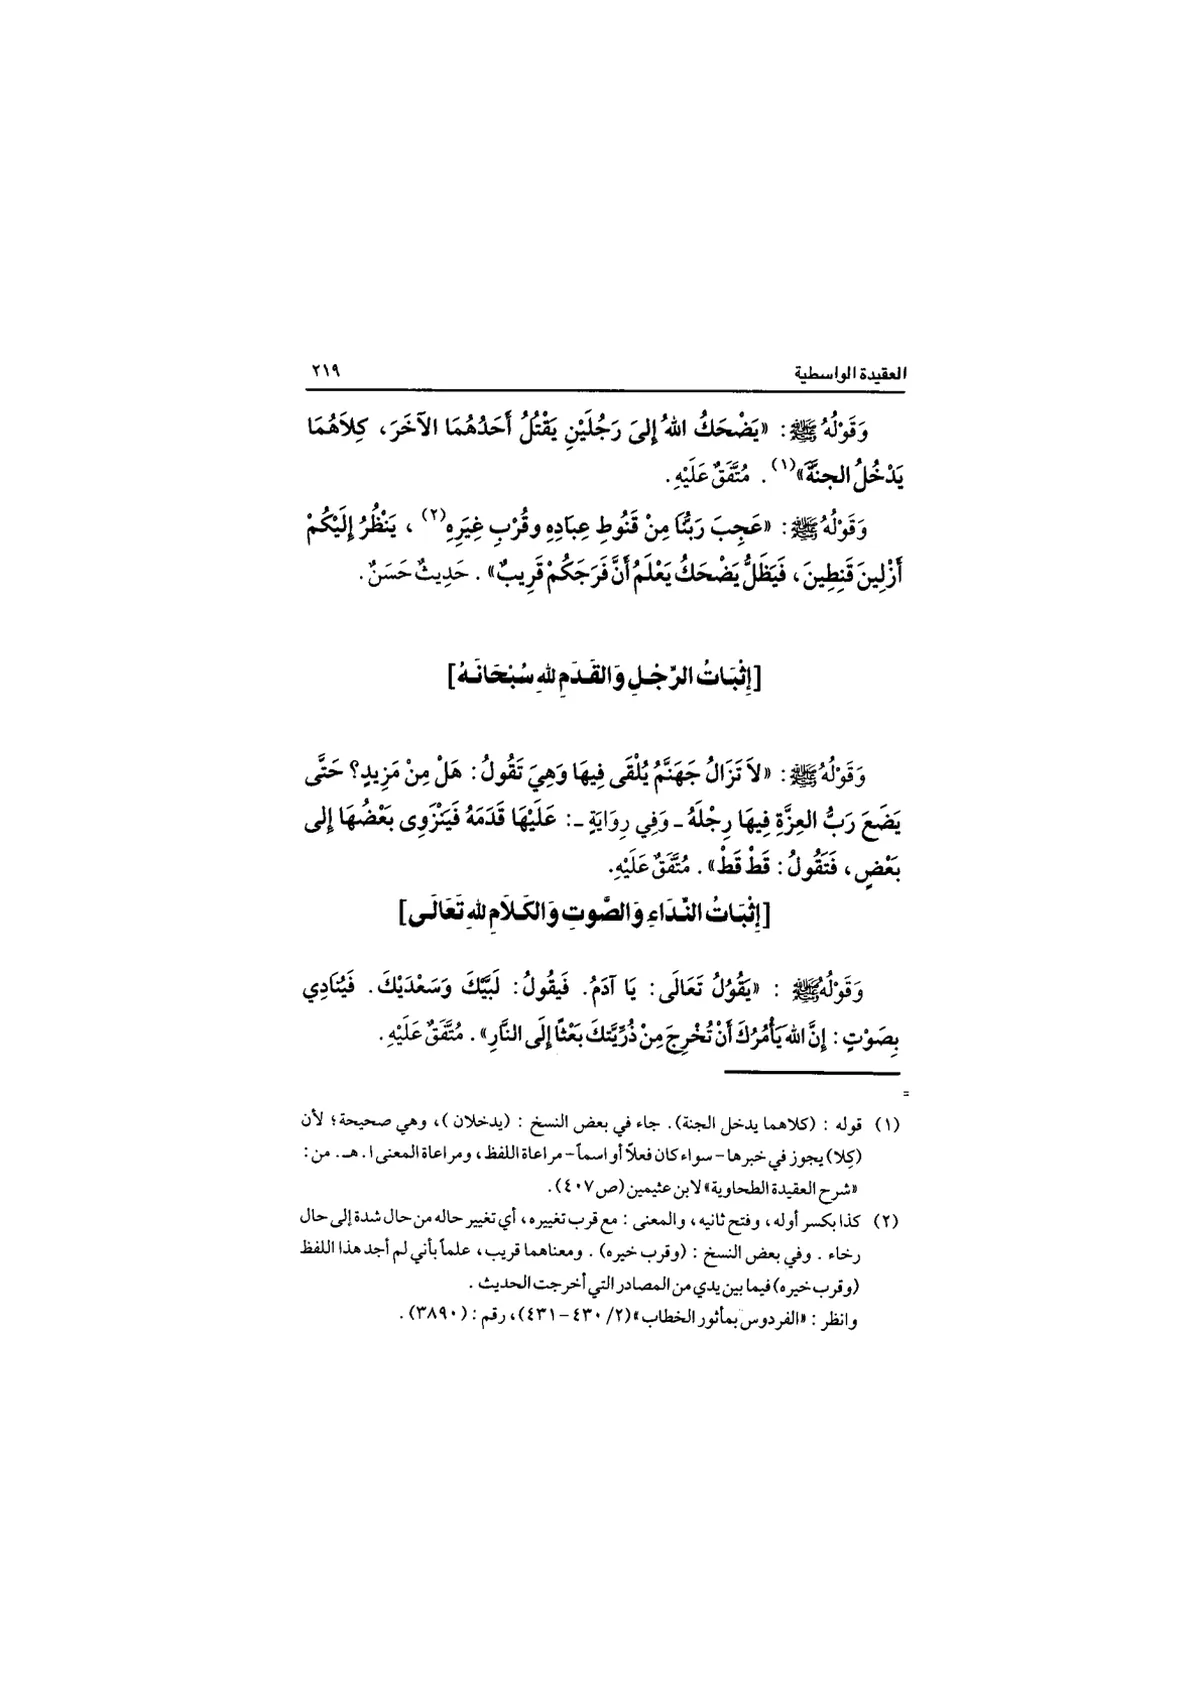 العقيدة الواسطية ٢١٩
وَقَوْلُهُ ﷺ: «يَضْحَكُ اللهُ إِلىَ رَجُلَيْنِ يَقْتُلُ أَحَدُهُمَا الآخَرَ، كِلاَهُمَا
يَدْخُلُ الجنَّةَ»(١). مُتَّفَقٌ عَلَيْهِ.
وَقَوْلُهُ ﷺ: «عَجِبَ رَبُّنَا مِنْ قَنُوطِ عِبَادِهِ وقُرْبِ غِيَرِهِ(٢)، يَنْظُرُ إِلَيْكُمْ
أَزْلِينَ قَنِطِينَ، فَيَظَلُّ يَضْحَكُ يَعْلَمُ أَنَّ فَرَجَكُمْ قَرِيبٌ». حَدِيثٌ حَسَنٌ.
[إِثْبَاتُ الرِّجْلِ وَالقَدَمِ للهِ سُبْحَانَهُ]
وَقَوْلُهُ ﷺ: «لاَ تَزَالُ جَهَنَّمُ يُلْقَى فِيهَا وَهِيَ تَقُولُ: هَلْ مِنْ مَزِيدٍ؟ حَتَّى
يَضَعَ رَبُّ العِزَّةِ فِيهَا رِجْلَهُ ـ وَفِي رِوَايَةٍ ـ: عَلَيْهَا قَدَمَهُ فَيَنْزَوِى بَعْضُهَا إِلى
بَعْضٍ، فَتَقُولُ: قَطْ قَطْ». مُتَّفَقٌ عَلَيْهِ.
[إِثْبَاتُ النِّدَاءِ وَالصَّوتِ وَالكَلَامِ للهِ تَعَالَى]
وَقَوْلُهُ ﷺ : «يَقُوْلُ تَعَالَى: يَا آدَمُ. فَيقُولُ: لَبَيَّكَ وَسَعْدَيْكَ. فَيُنَادِي
بِصَوْتٍ: إِنَّ اللهَ يَأْمُرُكَ أَنْ تُخْرِجَ مِنْ ذُرِّيَّتكَ بَعْثاً إِلَى النَّارِ». مُتَّفَقٌ عَلَيْهِ.
=
(١) قوله : (كلاهما يدخل الجنة). جاء في بعض النسخ : (يدخلان)، وهي صحيحة؛ لأن
(كِلا) يجوز في خبرها – سواء كان فعلاً أو اسماً – مراعاة اللفظ، ومراعاة المعنى ا.هـ. من:
«شرح العقيدة الطحاوية» لابن عثيمين (ص٤٠٧).
(٢) كذا بكسر أوله، وفتح ثانيه، والمعنى : مع قرب تغييره، أي تغيير حاله من حال شدة إلى حال
رخاء. وفي بعض النسخ : (وقرب خيره). ومعناهما قريب، علماً بأني لم أجد هذا اللفظ
(وقرب خيره) فيما بين يدي من المصادر التي أخرجت الحديث.
وانظر : «الفردوس بمأثور الخطاب» (٢/ ٤٣٠–٤٣١)، رقم : (٣٨٩٠).